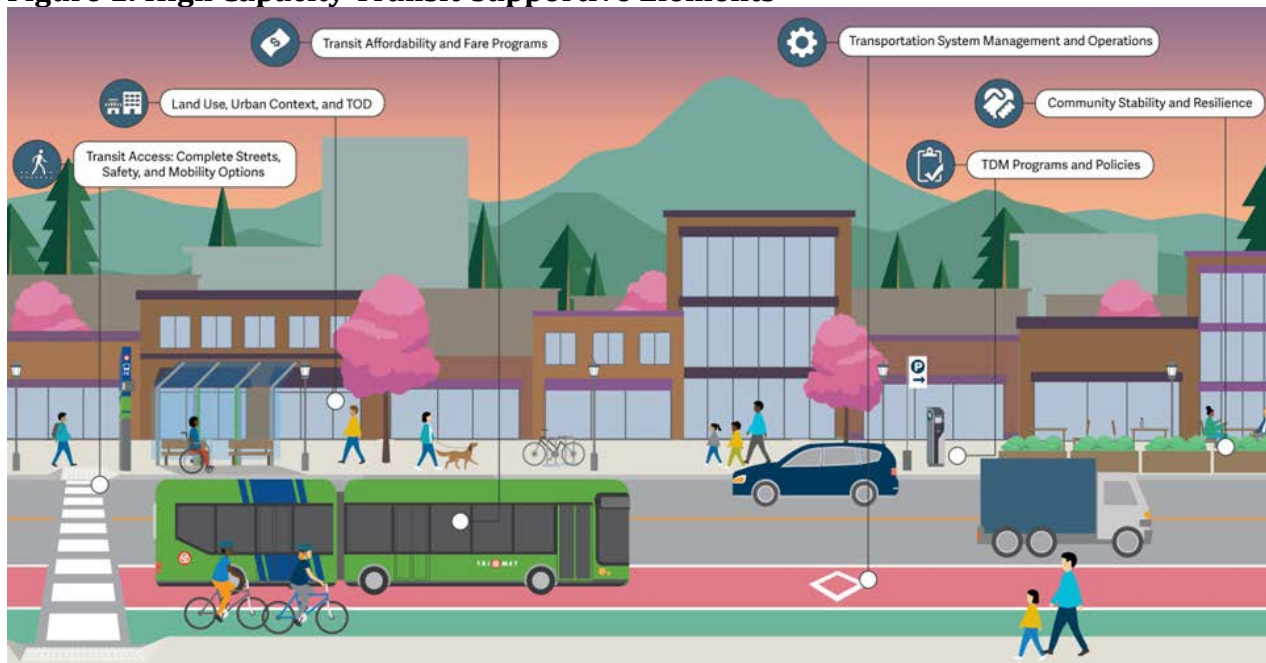 Figure 1: High Capacity Transit Supportive Elements
Transit Affordability and Fare Programs
Transportation System Management and Operations
Land Use, Urban Context, and TOD
Community Stability and Resilience
Transit Access: Complete Streets,
Safety, and Mobility Options
TDM Programs and Policies
P
TRI MET